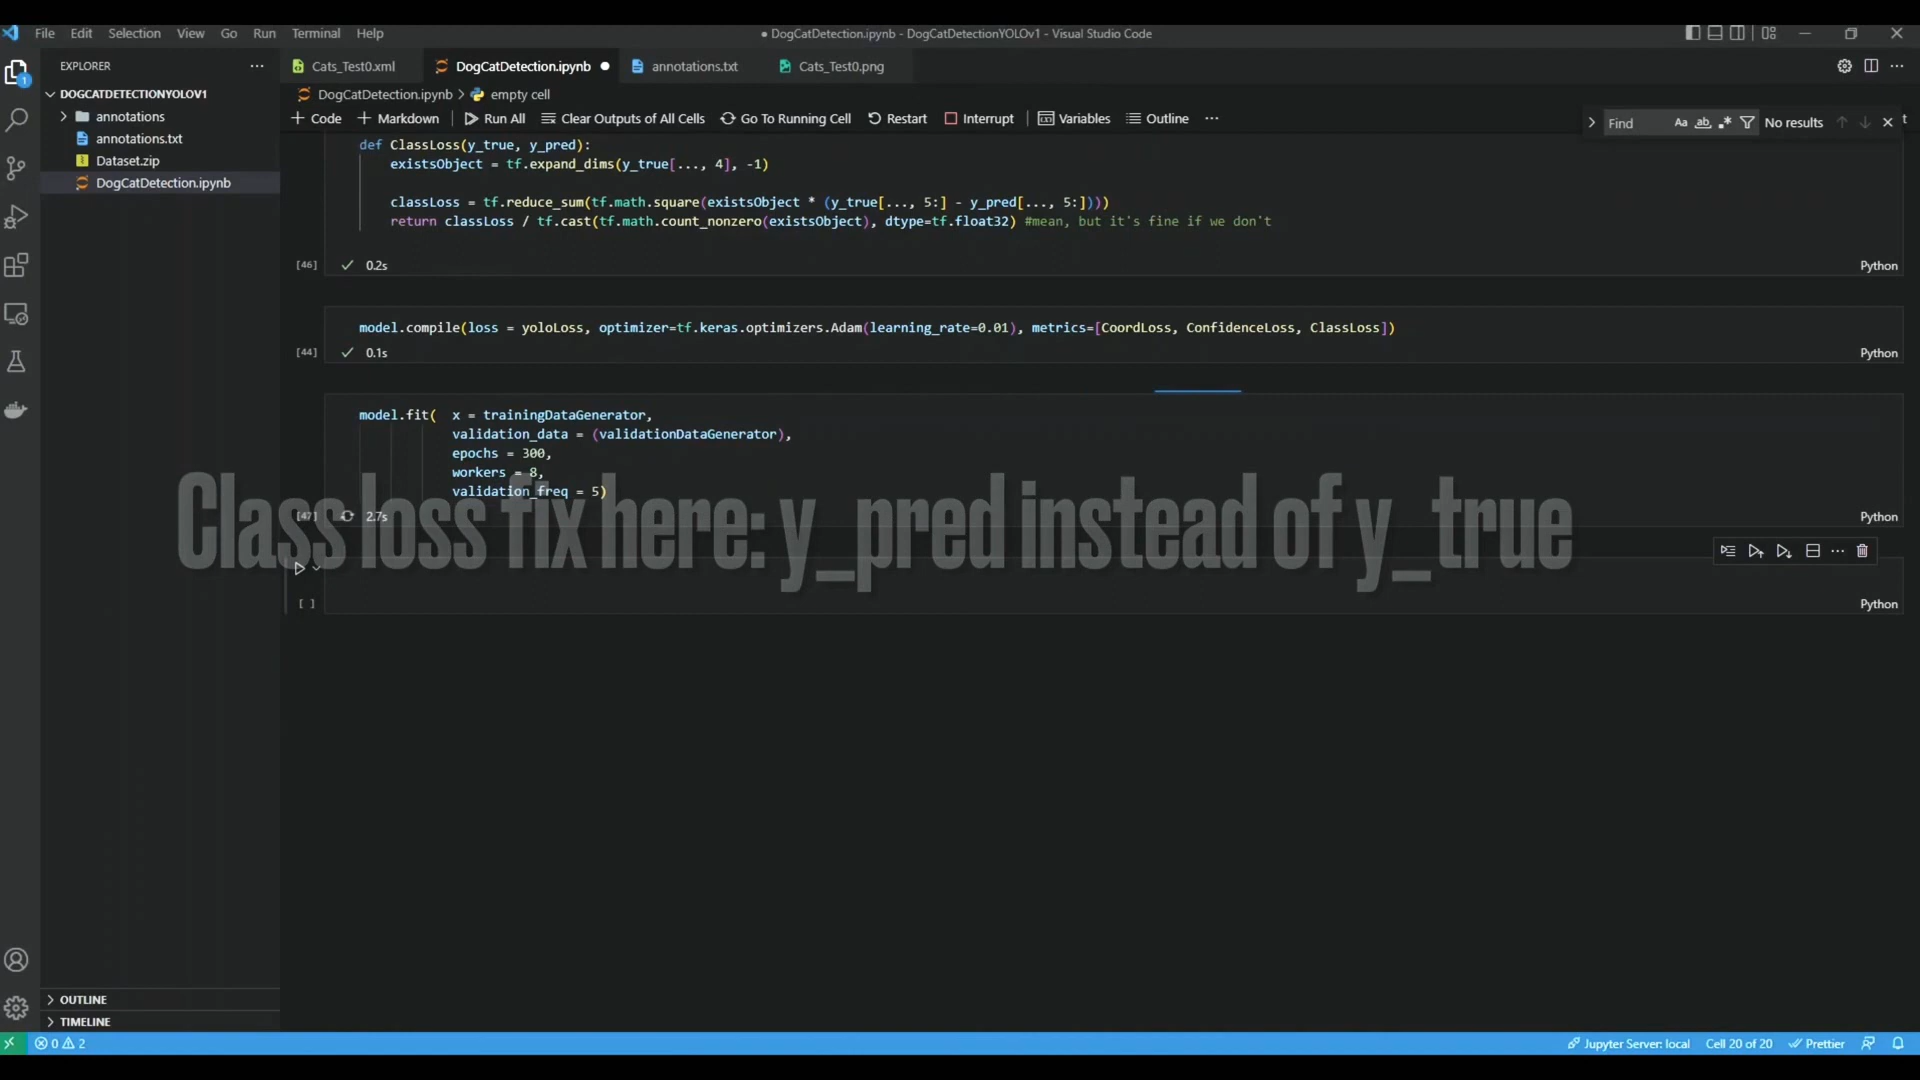 File Edit Selection View Go Run Terminal Help
● DogCatDetection.ipynb - DogCatDetectionYOLOv1 - Visual Studio Code
EXPLORER
DOGCATDETECTIONYOLOV1
annotations
annotations.txt
Dataset.zip
DogCatDetection.ipynb
OUTLINE
TIMELINE
Cats_Test0.xml DogCatDetection.ipynb ● annotations.txt Cats_Test0.png
DogCatDetection.ipynb > empty cell
+ Code + Markdown Run All Clear Outputs of All Cells Go To Running Cell Restart Interrupt Variables Outline ...
Find Aa ab .* No results
def ClassLoss(y_true, y_pred):
existsObject = tf.expand_dims(y_true[..., 4], -1)
classLoss = tf.reduce_sum(tf.math.square(existsObject * (y_true[..., 5:] - y_pred[..., 5:])))
return classLoss / tf.cast(tf.math.count_nonzero(existsObject), dtype=tf.float32) #mean, but it's fine if we don't
[46] ✓ 0.2s Python
model.compile(loss = yoloLoss, optimizer=tf.keras.optimizers.Adam(learning_rate=0.01), metrics=[CoordLoss, ConfidenceLoss, ClassLoss])
[44] ✓ 0.1s Python
model.fit( x = trainingDataGenerator,
validation_data = (validationDataGenerator),
epochs = 300,
workers = 8,
validation_freq = 5)
[47] 2.7s Python
Class loss fix here: y_pred instead of y_true
[ ] Python
0 2 Jupyter Server: local Cell 20 of 20 Prettier